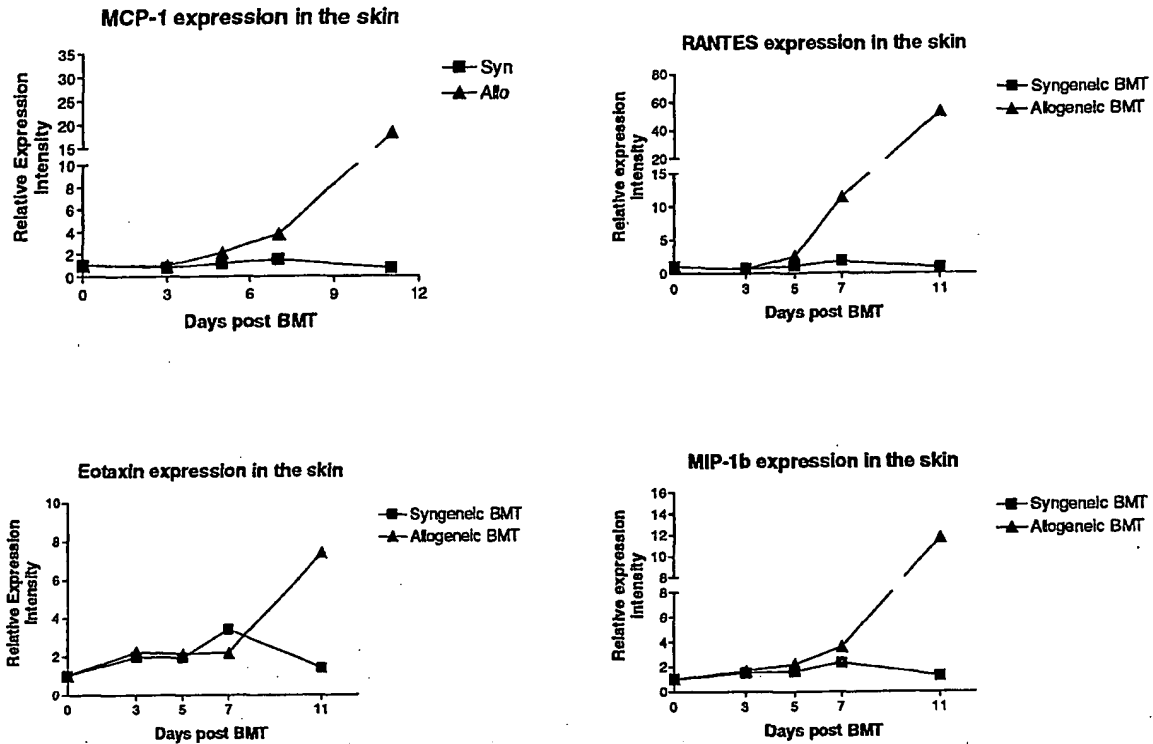 MCP-1 expression in the skin
35
30
25
20
15
10
8
6
4
2
0
Relative Expression
Intensity
0 3 6 9 12
Days post BMT
Syn
Allo
RANTES expression in the skin
80
60
40
20
15
10
5
0
Relative expression
Intensity
0 3 5 7 11
Days post BMT
Syngeneic BMT
Allogeneic BMT
Eotaxin expression in the skin
10
8
6
4
2
0
Relative Expression
Intensity
0 3 5 7 11
Days post BMT
Syngeneic BMT
Allogeneic BMT
MIP-1b expression in the skin
16
14
12
10
8
8
6
4
2
0
Relative expression
Intensity
0 3 5 7 11
Days post BMT
Syngeneic BMT
Allogeneic BMT